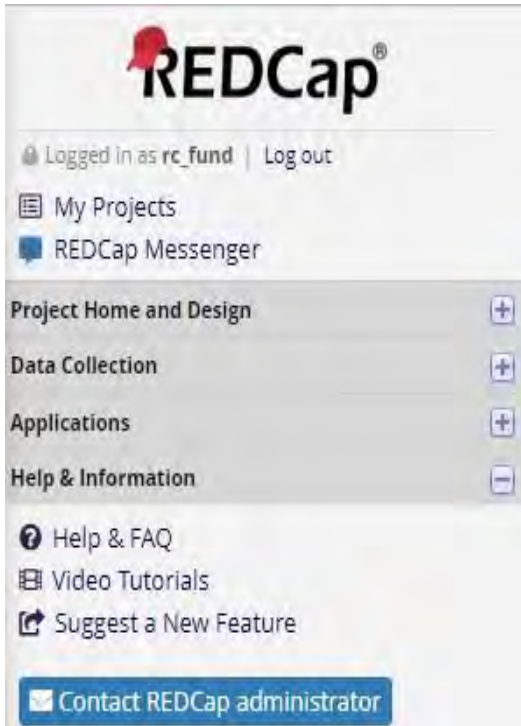 REDCap®
Logged in as rc_fund | Log out
My Projects
REDCap Messenger
Project Home and Design
Data Collection
Applications
Help & Information
Help & FAQ
Video Tutorials
Suggest a New Feature
Contact REDCap administrator